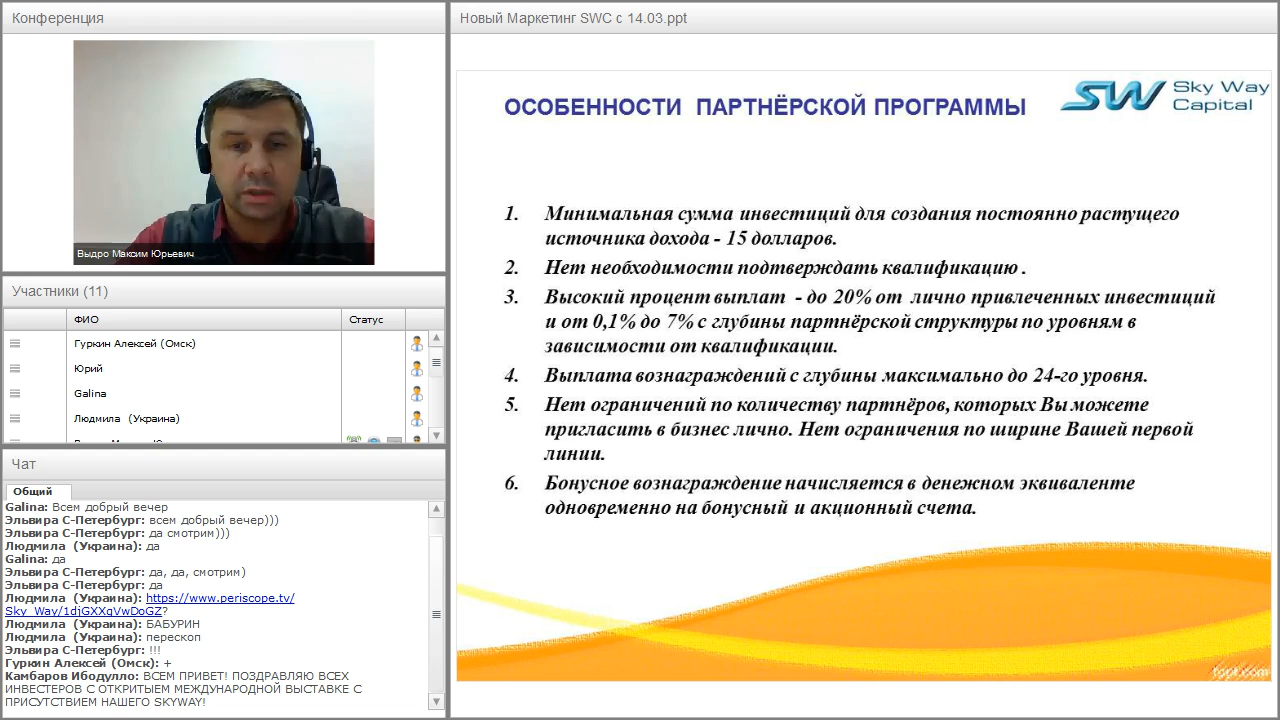 Конференция
Выдро Максим Юрьевич
Участники (11)
ФИО
Статус
Гуркин Алексей (Омск)
Юрий
Galina
Людмила (Украина)
Чат
Общий
Galina: Всем добрый вечер
Эльвира С-Петербург: всем добрый вечер)))
Эльвира С-Петербург: да смотрим)))
Людмила (Украина): да
Galina: да
Эльвира С-Петербург: да, да, смотрим)
Эльвира С-Петербург: да
Людмила (Украина): https://www.periscope.tv/
Sky_Way/1djGXXqVwDoGZ?
Людмила (Украина): БАБУРИН
Людмила (Украина): перескоп
Эльвира С-Петербург: !!!
Гуркин Алексей (Омск): +
Камбаров Ибодулло: ВСЕМ ПРИВЕТ! ПОЗДРАВЛЯЮ ВСЕХ
ИНВЕСТЕРОВ С ОТКРИТЫЕМ МЕЖДУНАРОДНОЙ ВЫСТАВКЕ С
ПРИСУТСТВИЕМ НАШЕГО SKYWAY!
Новый Маркетинг SWC с 14.03.ppt
ОСОБЕННОСТИ ПАРТНЁРСКОЙ ПРОГРАММЫ
SW Sky Way
Capital
1. Минимальная сумма инвестиций для создания постоянно растущего
источника дохода - 15 долларов.
2. Нет необходимости подтверждать квалификацию .
3. Высокий процент выплат - до 20% от лично привлеченных инвестиций
и от 0,1% до 7% с глубины партнёрской структуры по уровням в
зависимости от квалификации.
4. Выплата вознаграждений с глубины максимально до 24-го уровня.
5. Нет ограничений по количеству партнёров, которых Вы можете
пригласить в бизнес лично. Нет ограничения по ширине Вашей первой
линии.
6. Бонусное вознаграждение начисляется в денежном эквиваленте
одновременно на бонусный и акционный счета.
fppt.com